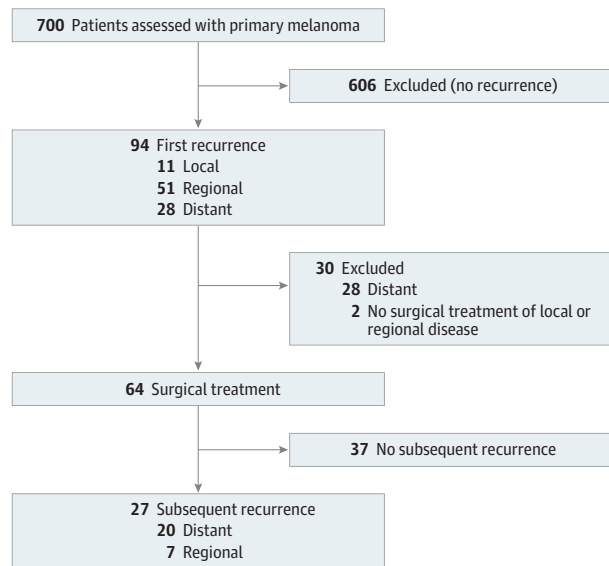 700 Patients assessed with primary melanoma
606 Excluded (no recurrence)
94 First recurrence
11 Local
51 Regional
28 Distant
30 Excluded
28 Distant
2 No surgical treatment of local or
regional disease
64 Surgical treatment
37 No subsequent recurrence
27 Subsequent recurrence
20 Distant
7 Regional